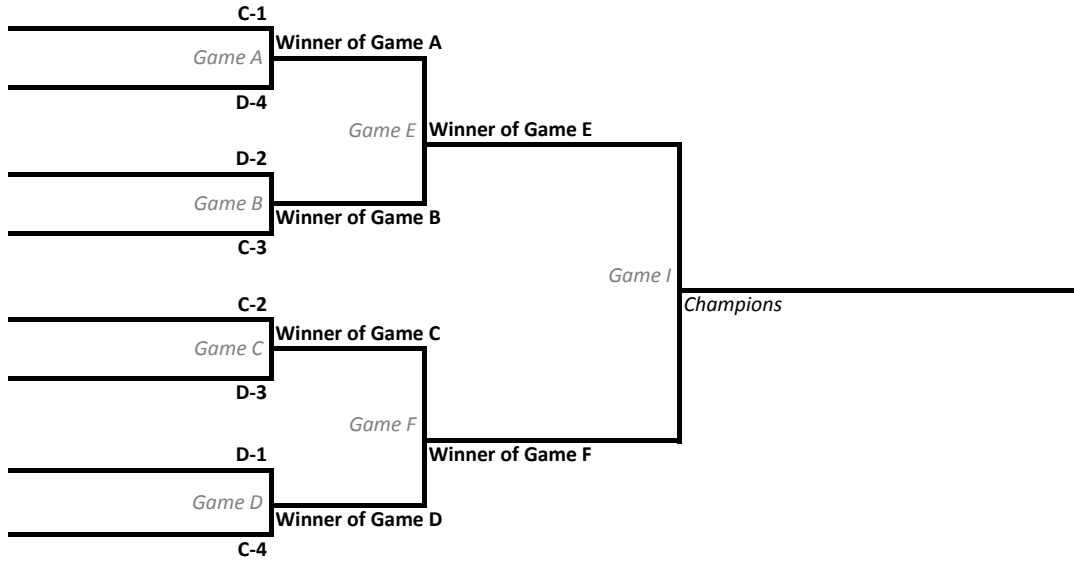 C-1
Winner of Game A
Game A
D-4
Game E
Winner of Game E
D-2
Game B
Winner of Game B
C-3
Game I
Champions
C-2
Winner of Game C
Game C
D-3
Game F
Winner of Game F
D-1
Game D
Winner of Game D
C-4